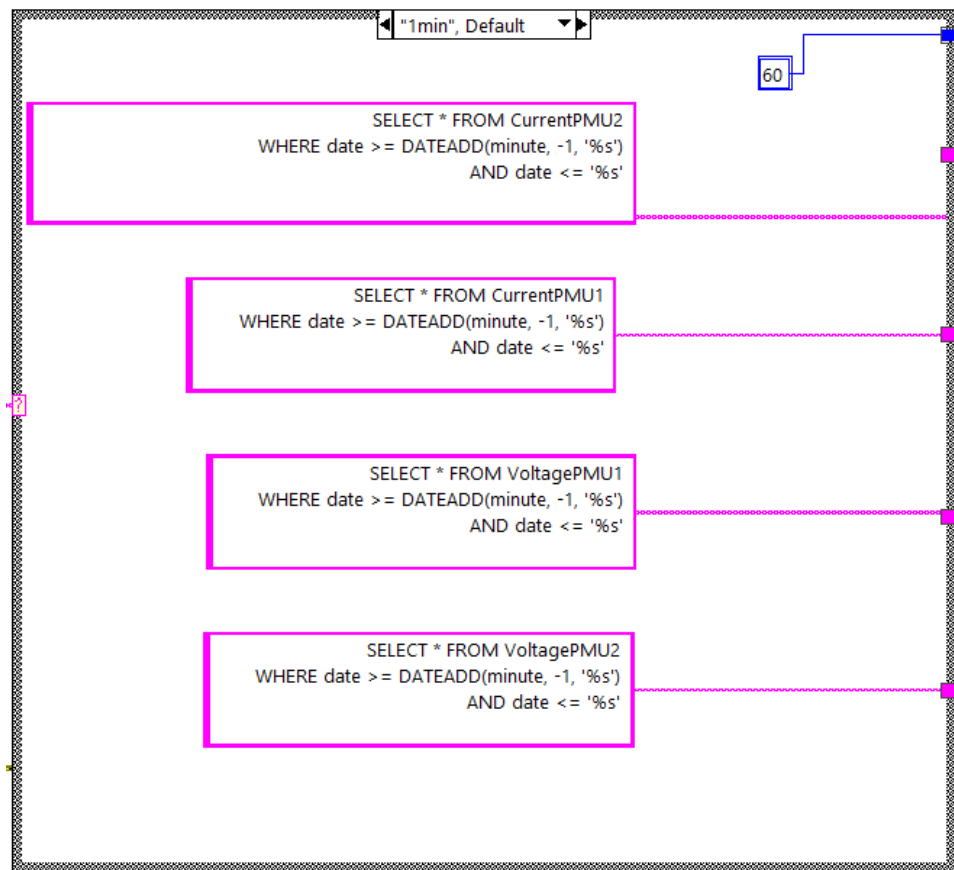 "1min", Default
60
SELECT * FROM CurrentPMU2
WHERE date >= DATEADD(minute, -1, '%s')
AND date <= '%s'
SELECT * FROM CurrentPMU1
WHERE date >= DATEADD(minute, -1, '%s')
AND date <= '%s'
?
SELECT * FROM VoltagePMU1
WHERE date >= DATEADD(minute, -1, '%s')
AND date <= '%s'
SELECT * FROM VoltagePMU2
WHERE date >= DATEADD(minute, -1, '%s')
AND date <= '%s'